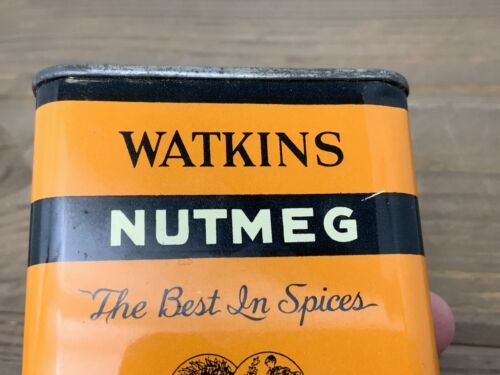 WATKINS
NUTMEG
The Best In Spices